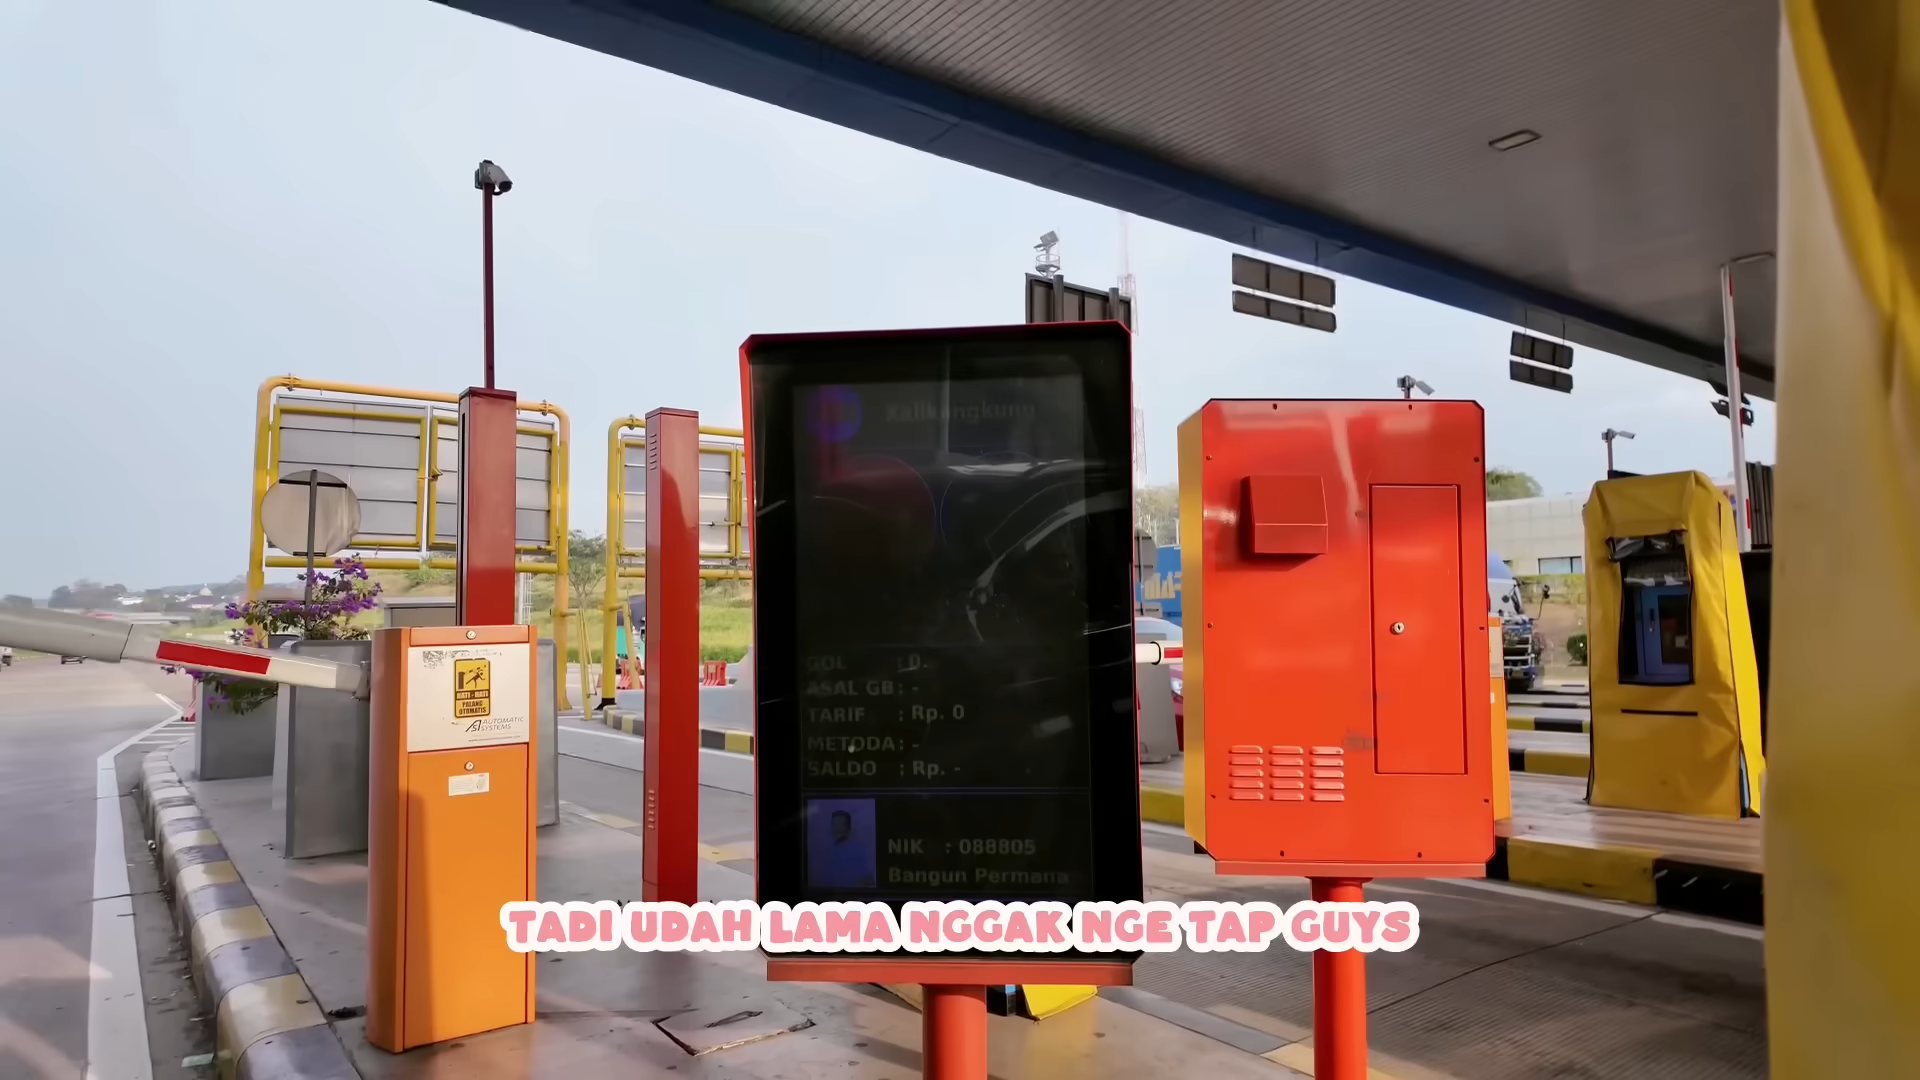 Kalikangkung
GOL : 0.
ASAL GB : -
TARIF : Rp. 0
METODA : -
SALDO : Rp. -
NIK : 088805
Bangun Permana
HATI - HATI
PALANG
OTOMATIS
AUTOMATIC
SYSTEMS
TADI UDAH LAMA NGGAK NGE TAP GUYS